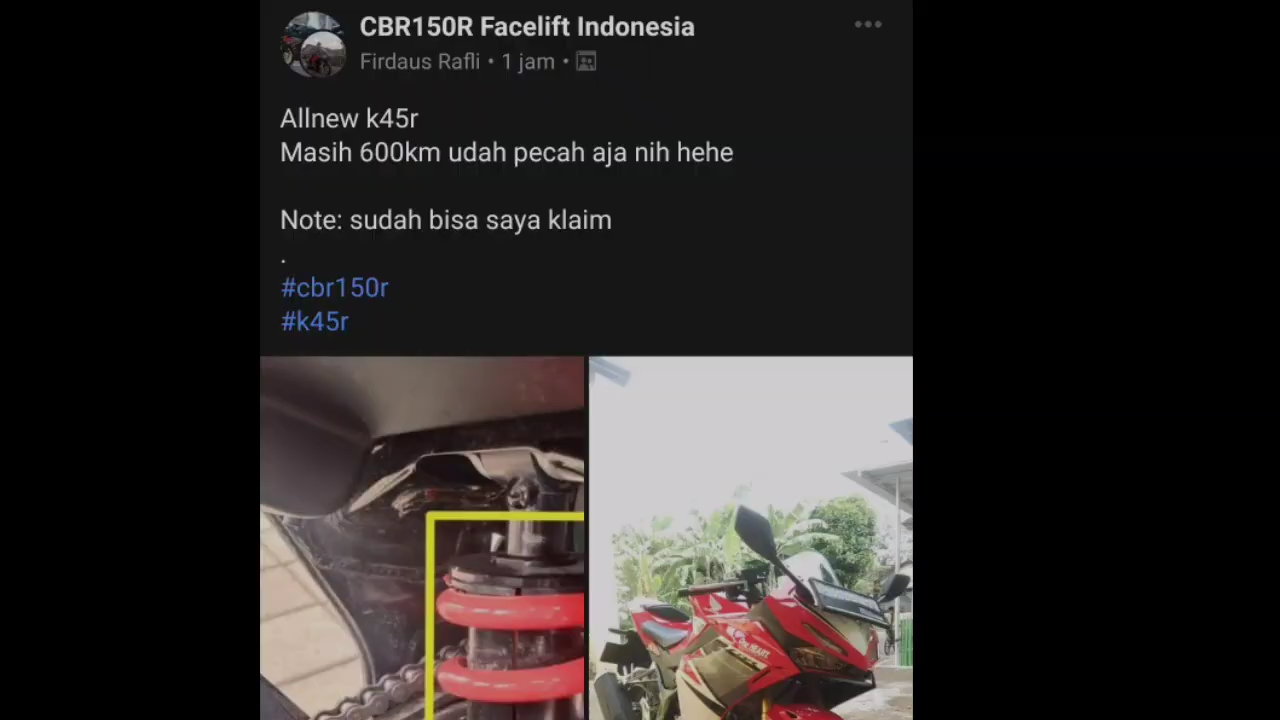 CBR150R Facelift Indonesia
Firdaus Rafli • 1 jam •
Allnew k45r
Masih 600km udah pecah aja nih hehe
Note: sudah bisa saya klaim
.
#cbr150r
#k45r